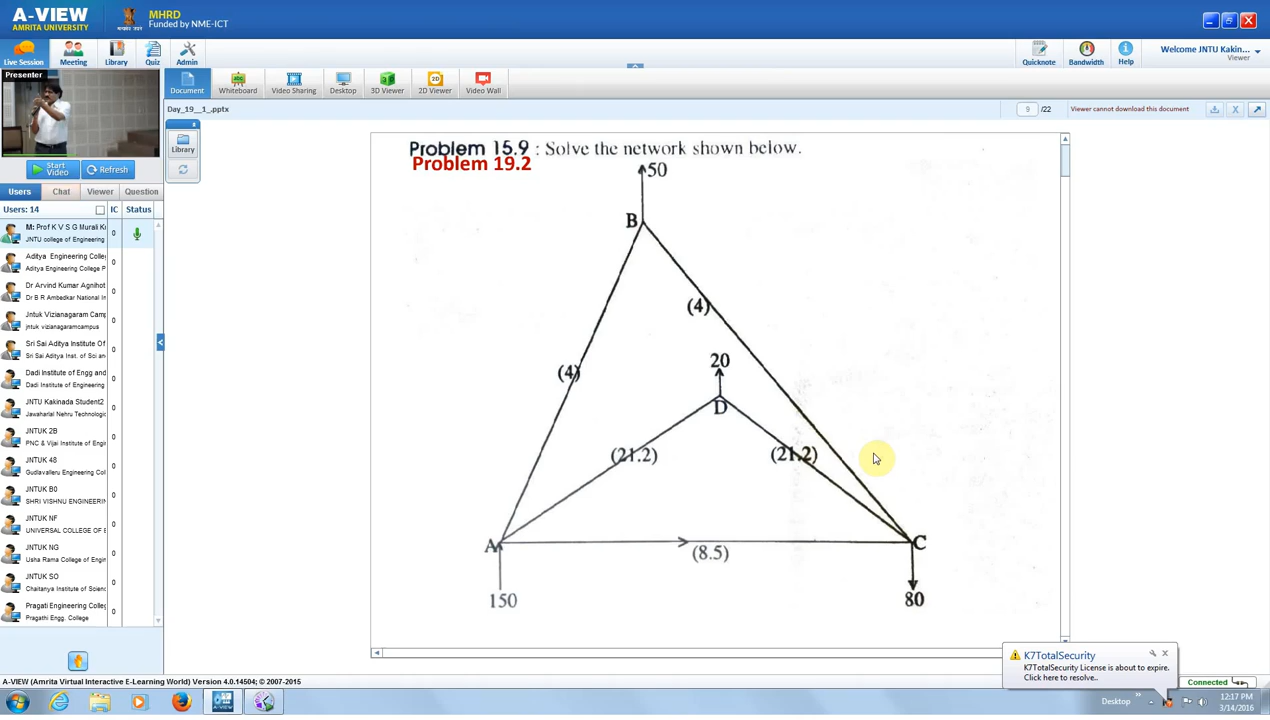 A-VIEW
AMRITA UNIVERSITY
MHRD
Funded by NME-ICT
Live Session
Meeting
Library
Quiz
Admin
Quicknote
Bandwidth
Help
Welcome JNTU Kakin...
Viewer
Presenter
Document
Whiteboard
Video Sharing
Desktop
3D Viewer
2D Viewer
Video Wall
Day_19__1_.pptx
9 /22
Viewer cannot download this document
Library
Start Video
Refresh
Users
Chat
Viewer
Question
Users: 14
IC
Status
M: Prof K V S G Murali Kr
JNTU college of Engineering
0
Aditya Engineering Colle
Aditya Engineering College P
0
Dr Arvind Kumar Agnihot
Dr B R Ambedkar National In
0
Jntuk Vizianagaram Cam
jntuk vizianagaramcampus
0
Sri Sai Aditya Institute Of
Sri Sai Aditya Inst. of Sci and
0
Dadi Institute of Engg and
Dadi Institute of Engineering
0
JNTU Kakinada Student2
Jawaharlal Nehru Technologic
0
JNTUK 2B
PNC & Vijai Institute of Engir
0
JNTUK 48
Gudlavalleru Engineering Col
0
JNTUK B0
SHRI VISHNU ENGINEERIN
0
JNTUK NF
UNIVERSAL COLLEGE OF E
0
JNTUK NG
Usha Rama College of Engin
0
JNTUK SO
Chaitanya Institute of Scienc
0
Pragati Engineering Colleg
Pragathi Engg. College
0
Problem 15.9 : Solve the network shown below.
Problem 19.2
50
B
(4)
20
(4)
D
(21.2)
(21.2)
A
C
(8.5)
150
80
K7TotalSecurity
K7TotalSecurity License is about to expire.
Click here to resolve..
A-VIEW (Amrita Virtual Interactive E-Learning World) Version 4.0.14504; © 2007-2015
Connected
Desktop
12:17 PM
3/14/2016